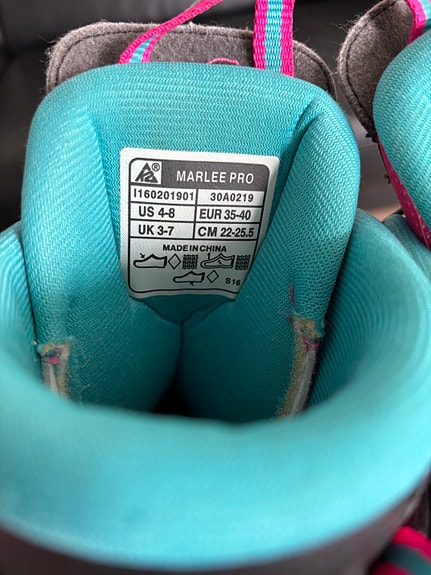 K2® MARLEE PRO
I160201901 30A0219
US 4-8 EUR 35-40
UK 3-7 CM 22-25.5
MADE IN CHINA
S16